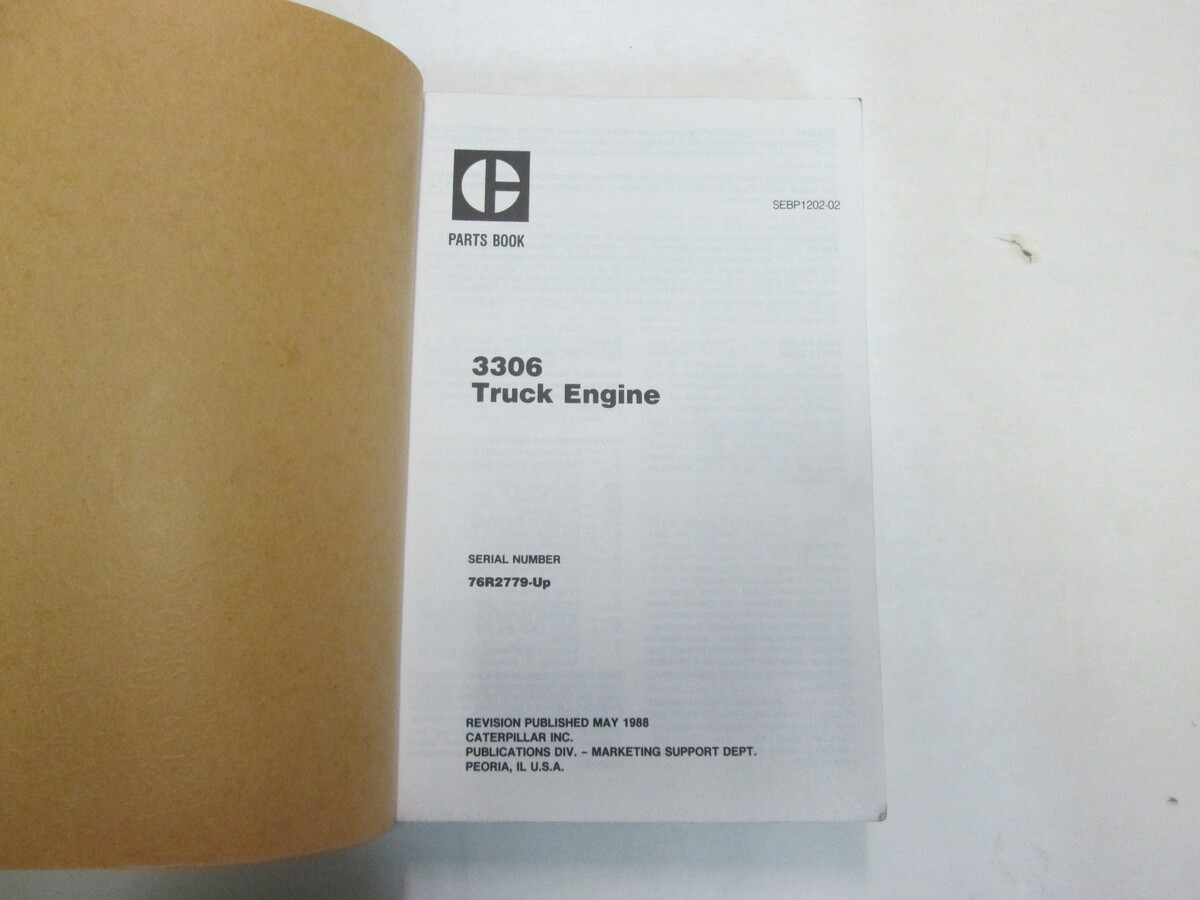 SEBP1202-02
PARTS BOOK
3306
Truck Engine
SERIAL NUMBER
76R2779-Up
REVISION PUBLISHED MAY 1988
CATERPILLAR INC.
PUBLICATIONS DIV. – MARKETING SUPPORT DEPT.
PEORIA, IL U.S.A.